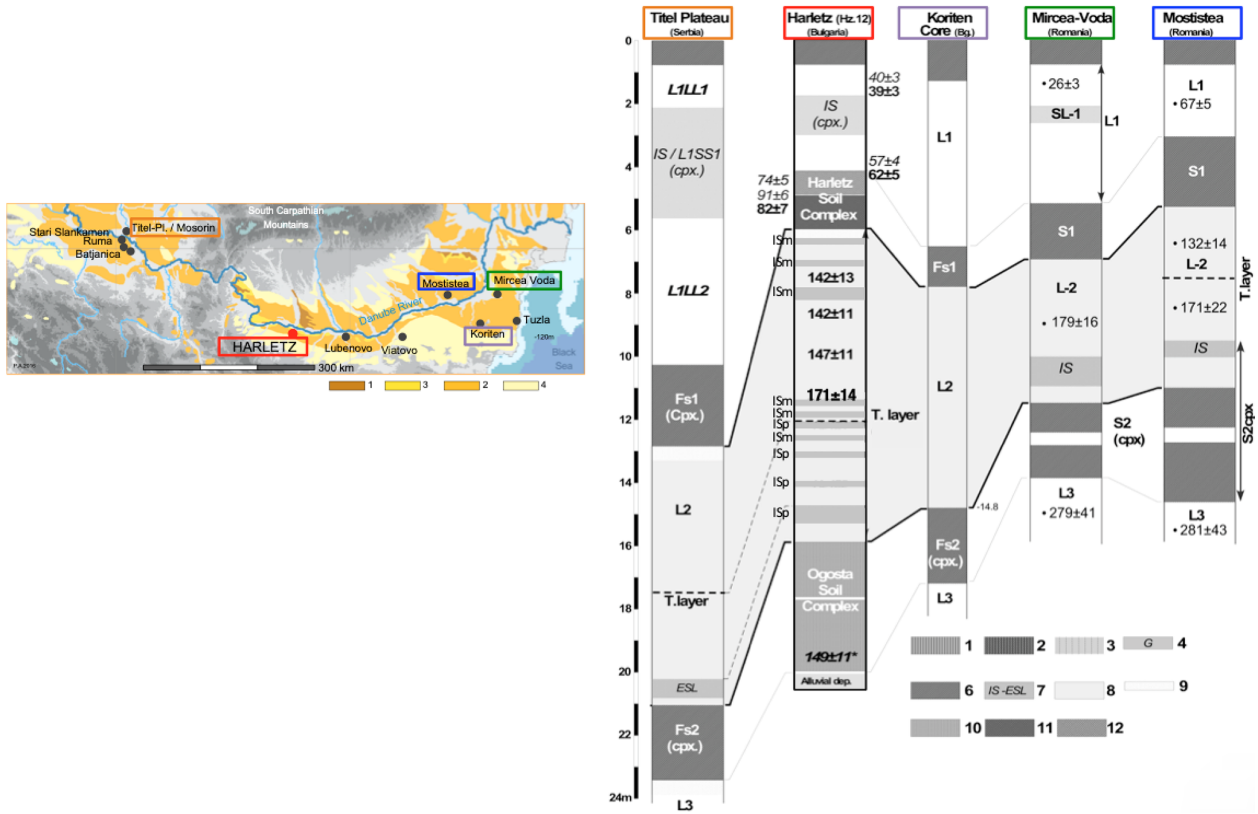 South Carpathian
Mountains
Stari Slankamen
Titel-Pl. / Mosorin
Ruma
Batjanica
Mostistea
Mircea Voda
Danube River
HARLETZ
Lubenovo
Viatovo
Koriten
Tuzla
-120m
Black
Sea
300 km
1
3
2
4
Titel Plateau
(Serbia)
Harletz (Hz.12)
(Bulgaria)
Koriten
Core (Bg.)
Mircea-Voda
(Romania)
Mostistea
(Romania)
0
2
4
6
8
10
12
14
16
18
20
22
24m
L1LL1
IS / L1SS1
(cpx.)
L1LL2
Fs1
(Cpx.)
L2
T.layer
ESL
Fs2
(cpx.)
L3
40±3
39±3
IS
(cpx.)
57±4
62±5
74±5
91±6
82±7
Harletz
Soil
Complex
ISm
ISm
ISm
142±13
142±11
147±11
171±14
ISm
ISm
ISp
ISm
ISp
ISp
ISp
T. layer
Ogosta
Soil
Complex
149±11*
Alluvial dep.
L1
Fs1
L2
-14.8
Fs2
(cpx.)
L3
• 26±3
SL-1
L1
S1
L-2
• 179±16
IS
S2
(cpx)
L3
• 279±41
L1
• 67±5
S1
• 132±14
L-2
• 171±22
T.layer
IS
S2cpx
L3
• 281±43
1
2
3
G 4
6
IS -ESL 7
8
9
10
11
12